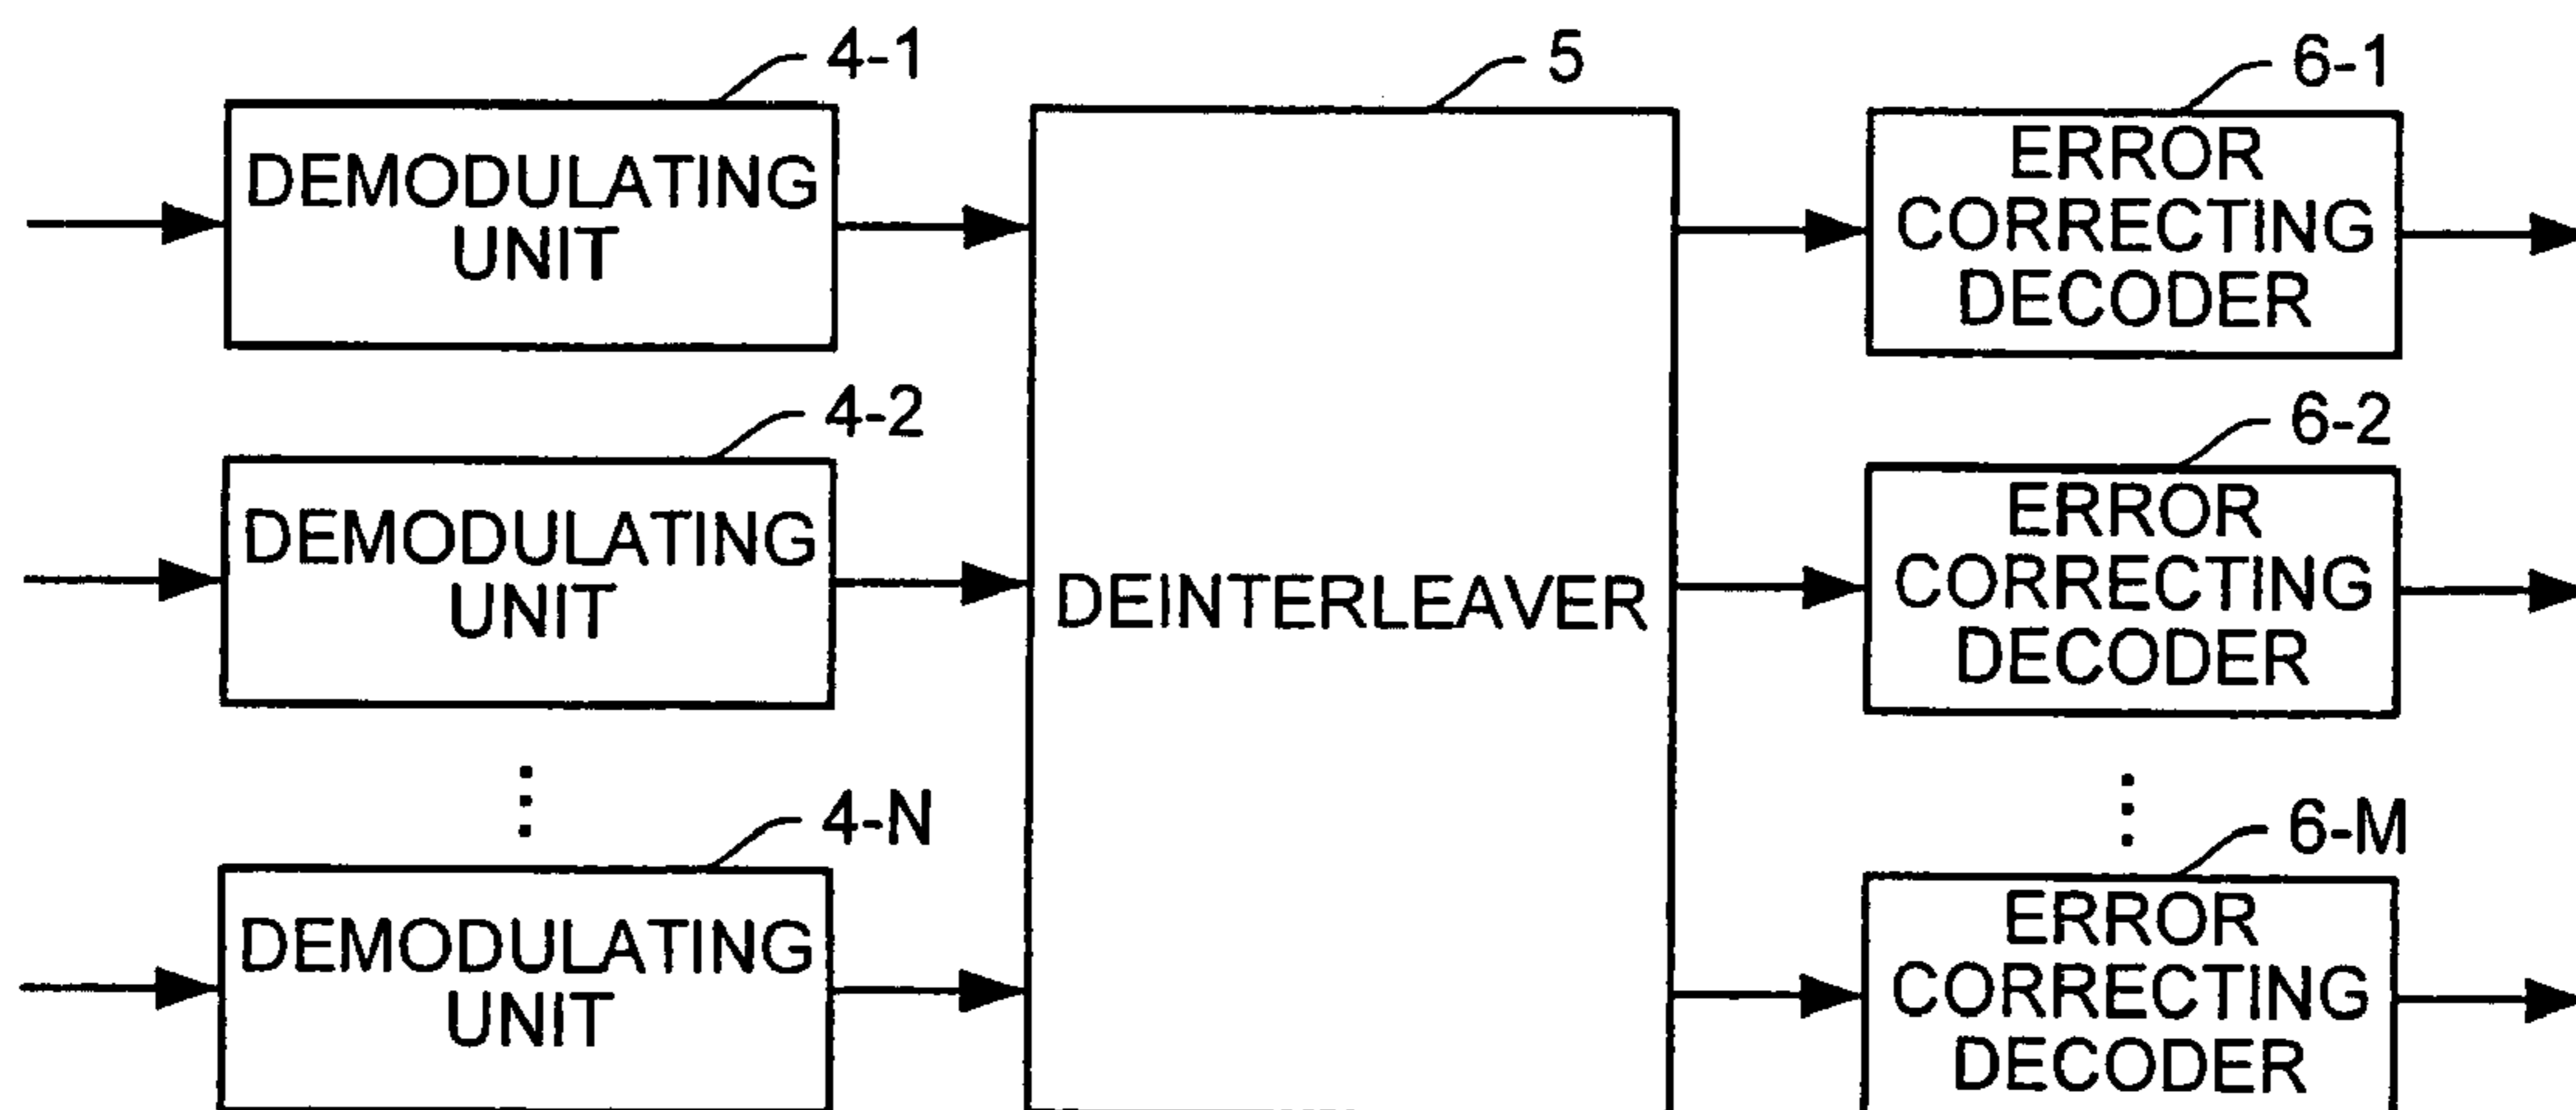 4-1
5
6-1
DEMODULATING
UNIT
ERROR
CORRECTING
DECODER
4-2
6-2
DEMODULATING
UNIT
DEINTERLEAVER
ERROR
CORRECTING
DECODER
4-N
6-M
DEMODULATING
UNIT
ERROR
CORRECTING
DECODER